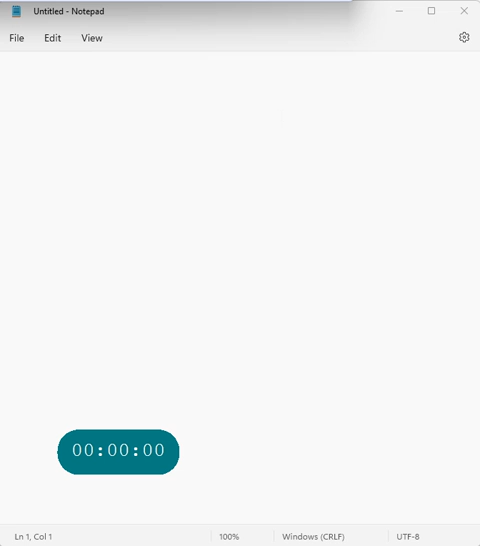 Untitled - Notepad
File Edit View
00:00:00
Ln 1, Col 1 100% Windows (CRLF) UTF-8